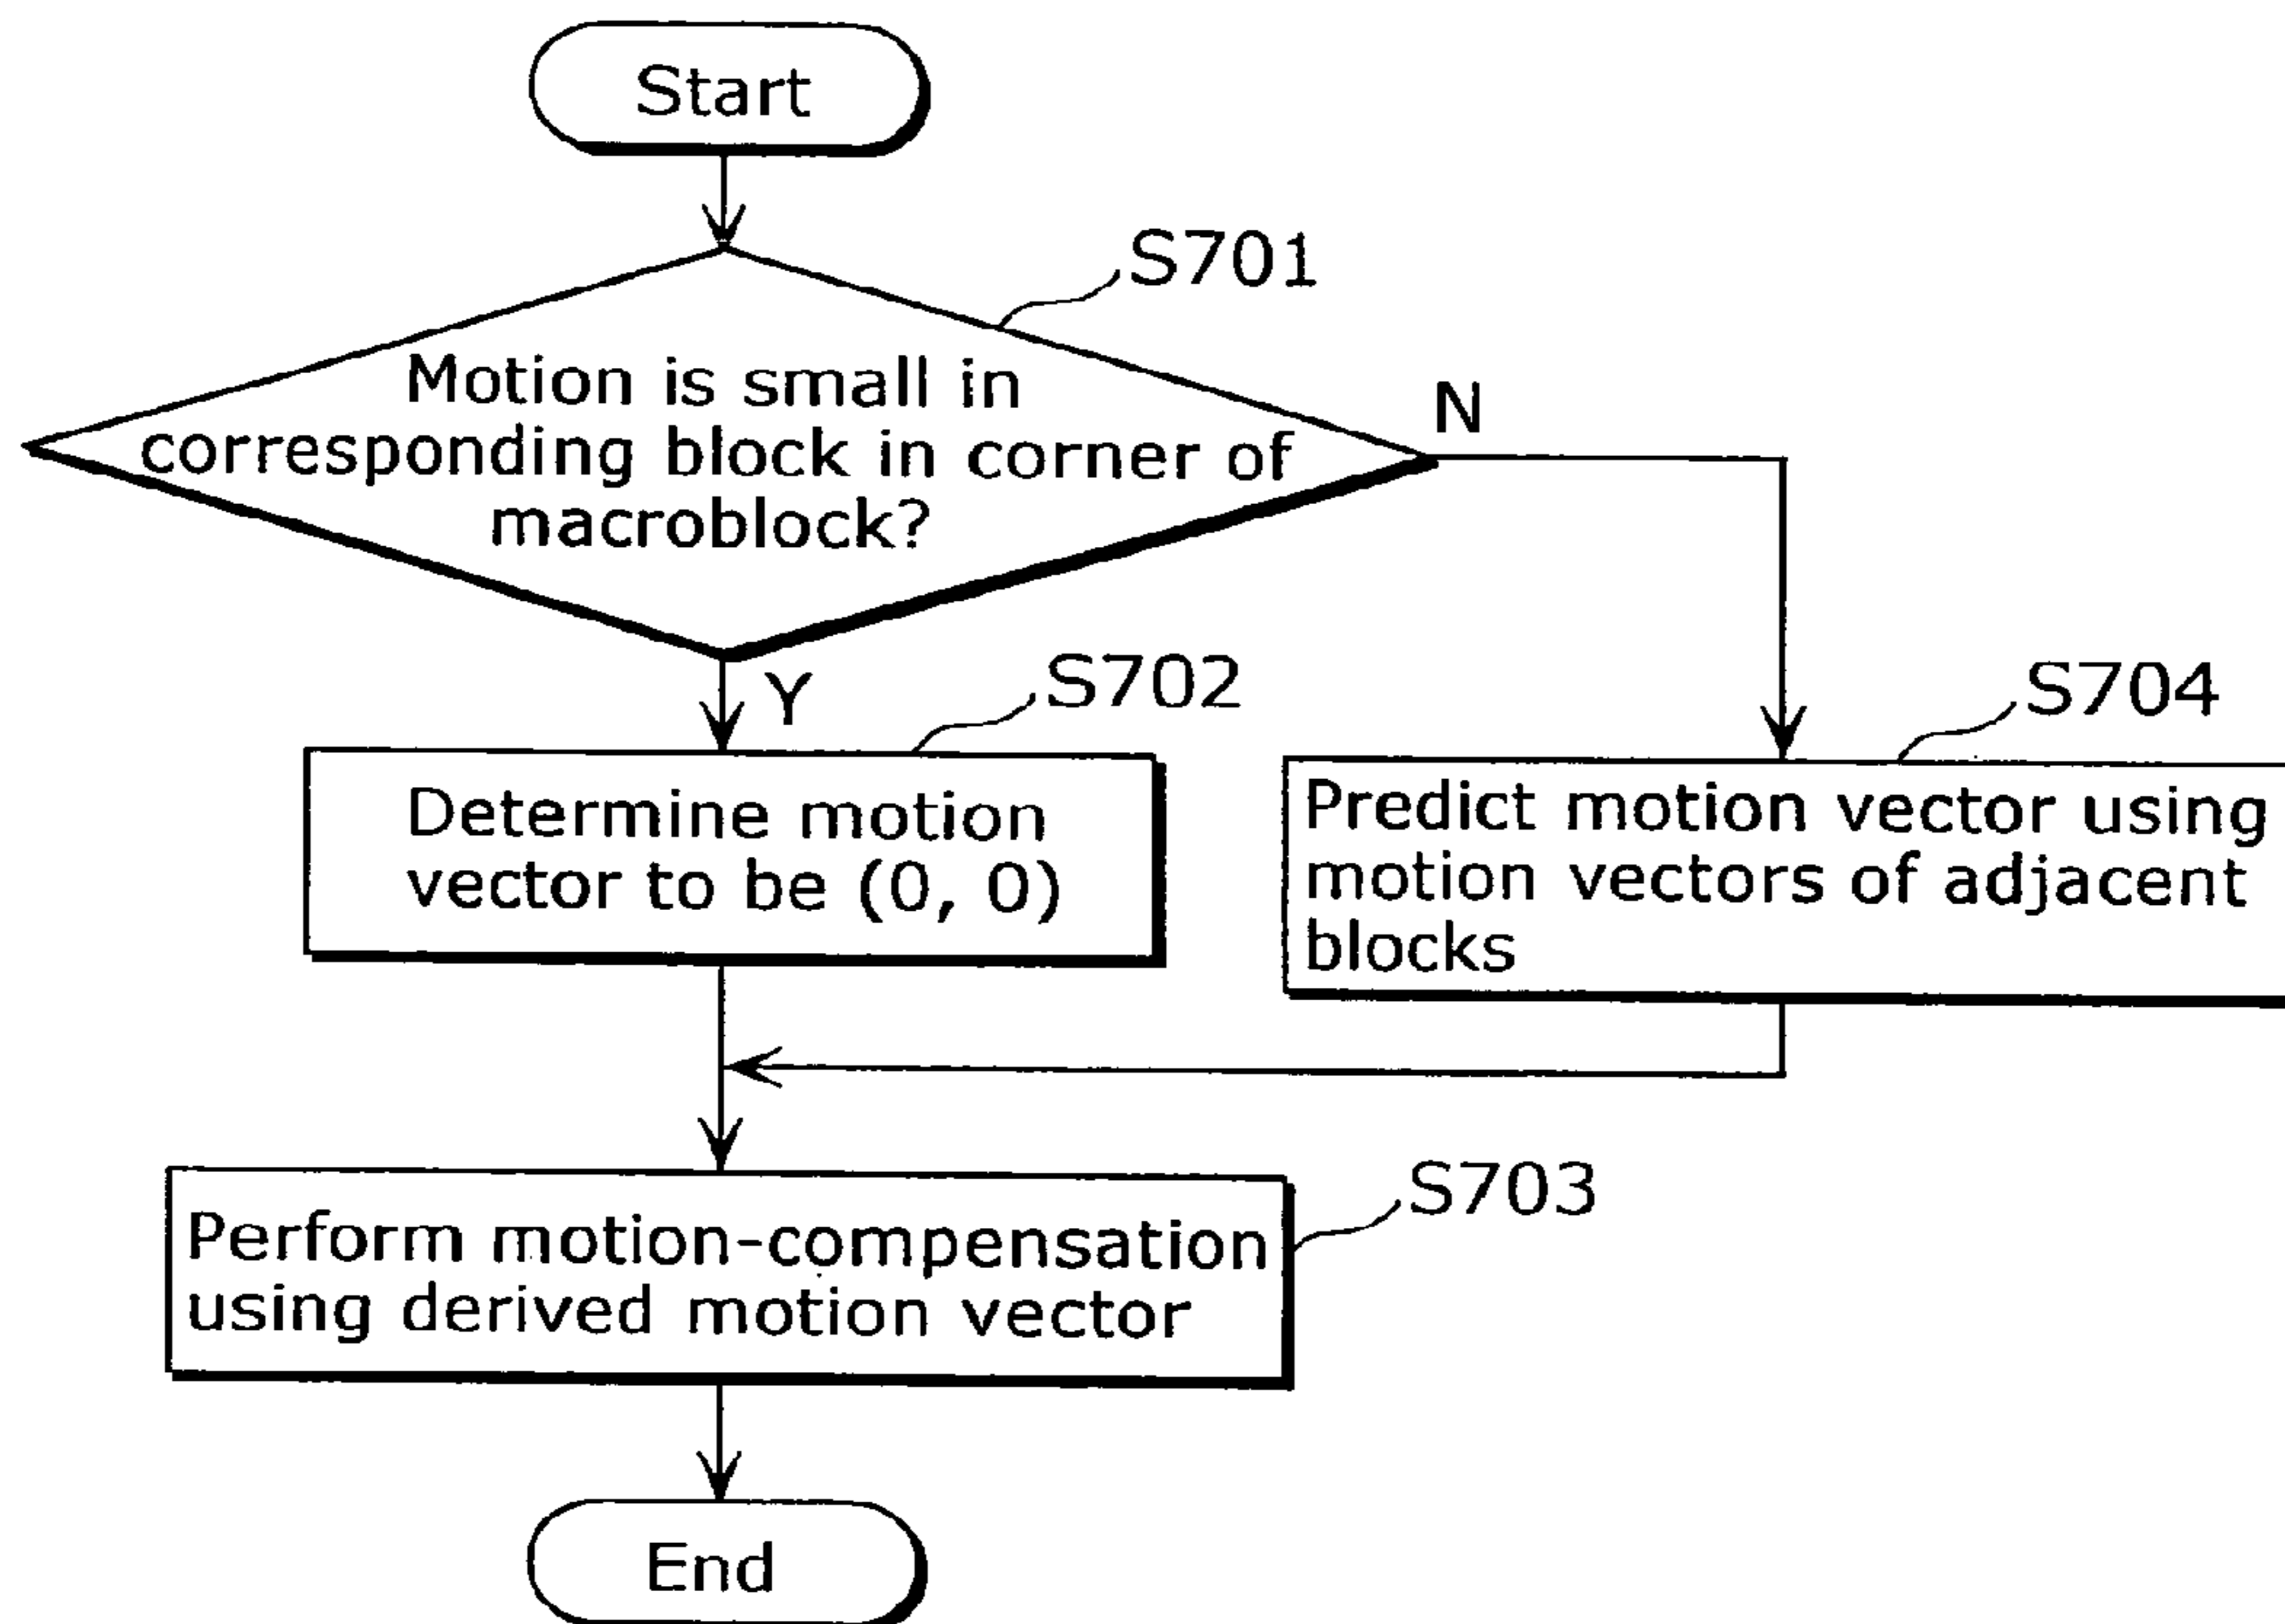 Start
S701
Motion is small in
corresponding block in corner of
macroblock?
N
Y
S702
Determine motion
vector to be (0, 0)
S704
Predict motion vector using
motion vectors of adjacent
blocks
S703
Perform motion-compensation
using derived motion vector
End